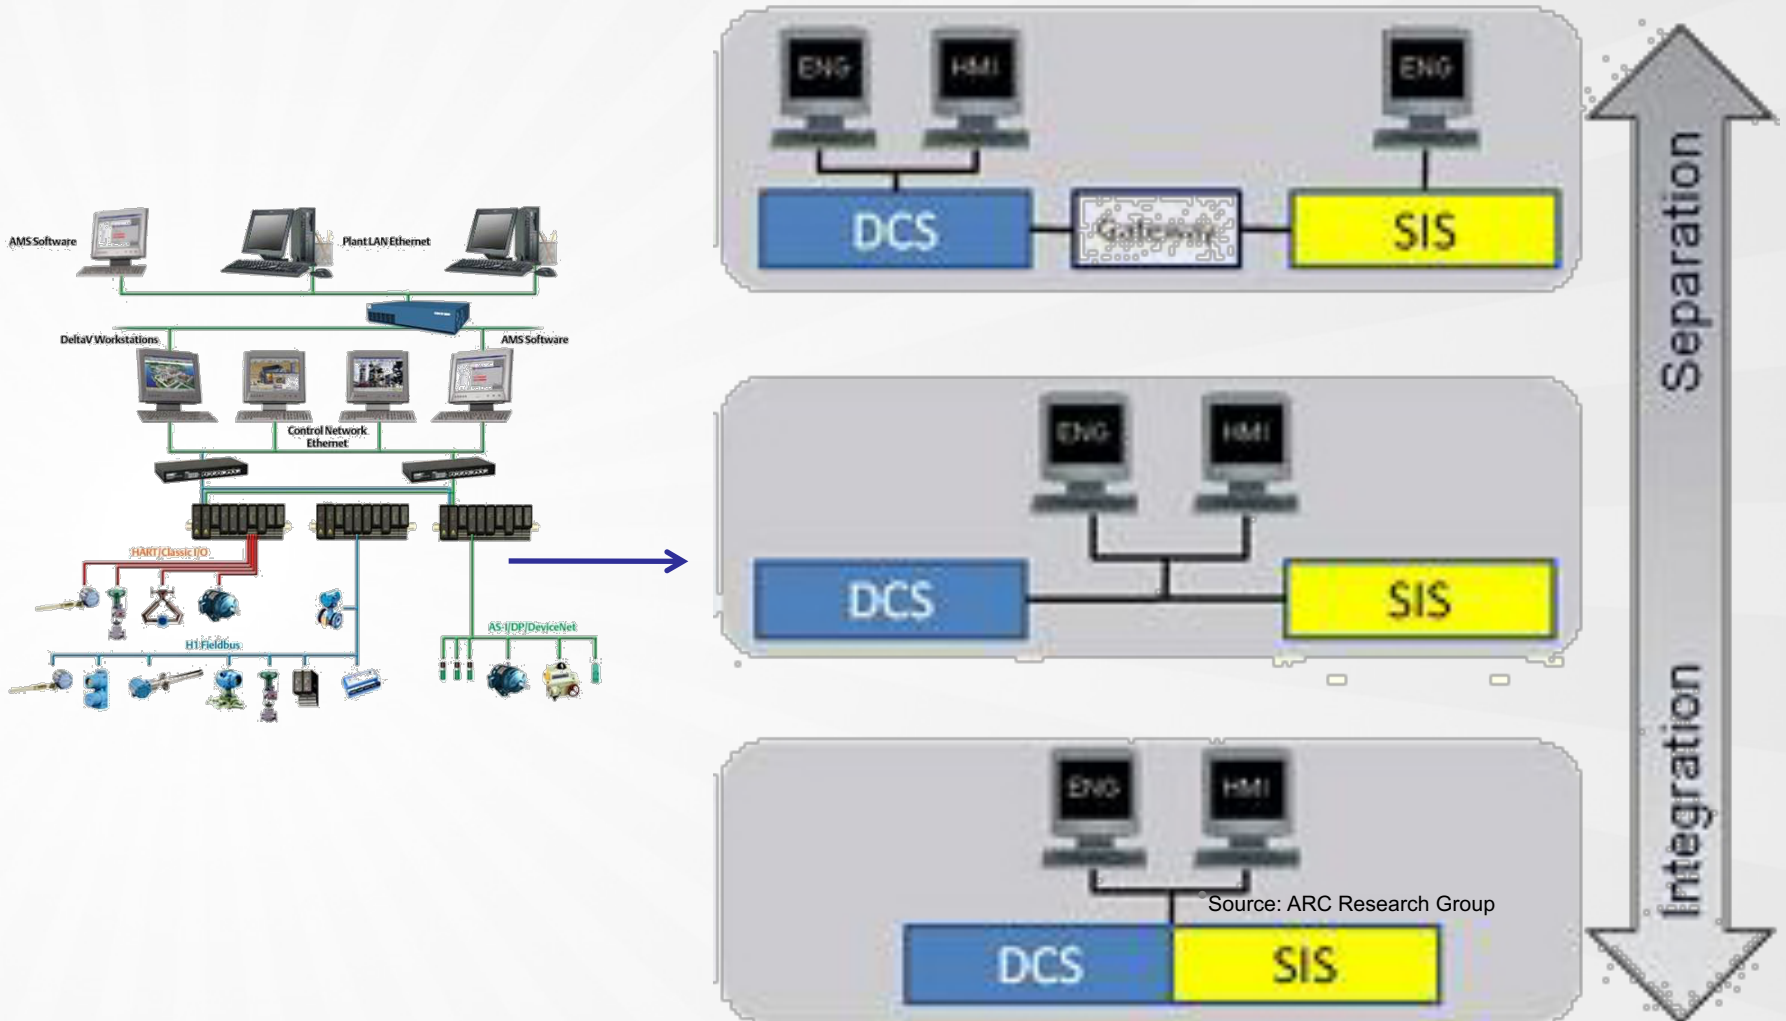 AMS Software
Plant LAN Ethernet
DeltaV Workstations
AMS Software
Control Network
Ethernet
HART/Classic I/O
H1 Fieldbus
AS-I/DP/DeviceNet
ENG
HMI
ENG
DCS
Gateway
SIS
ENG
HMI
DCS
SIS
ENG
HMI
Source: ARC Research Group
DCS
SIS
Separation
Integration